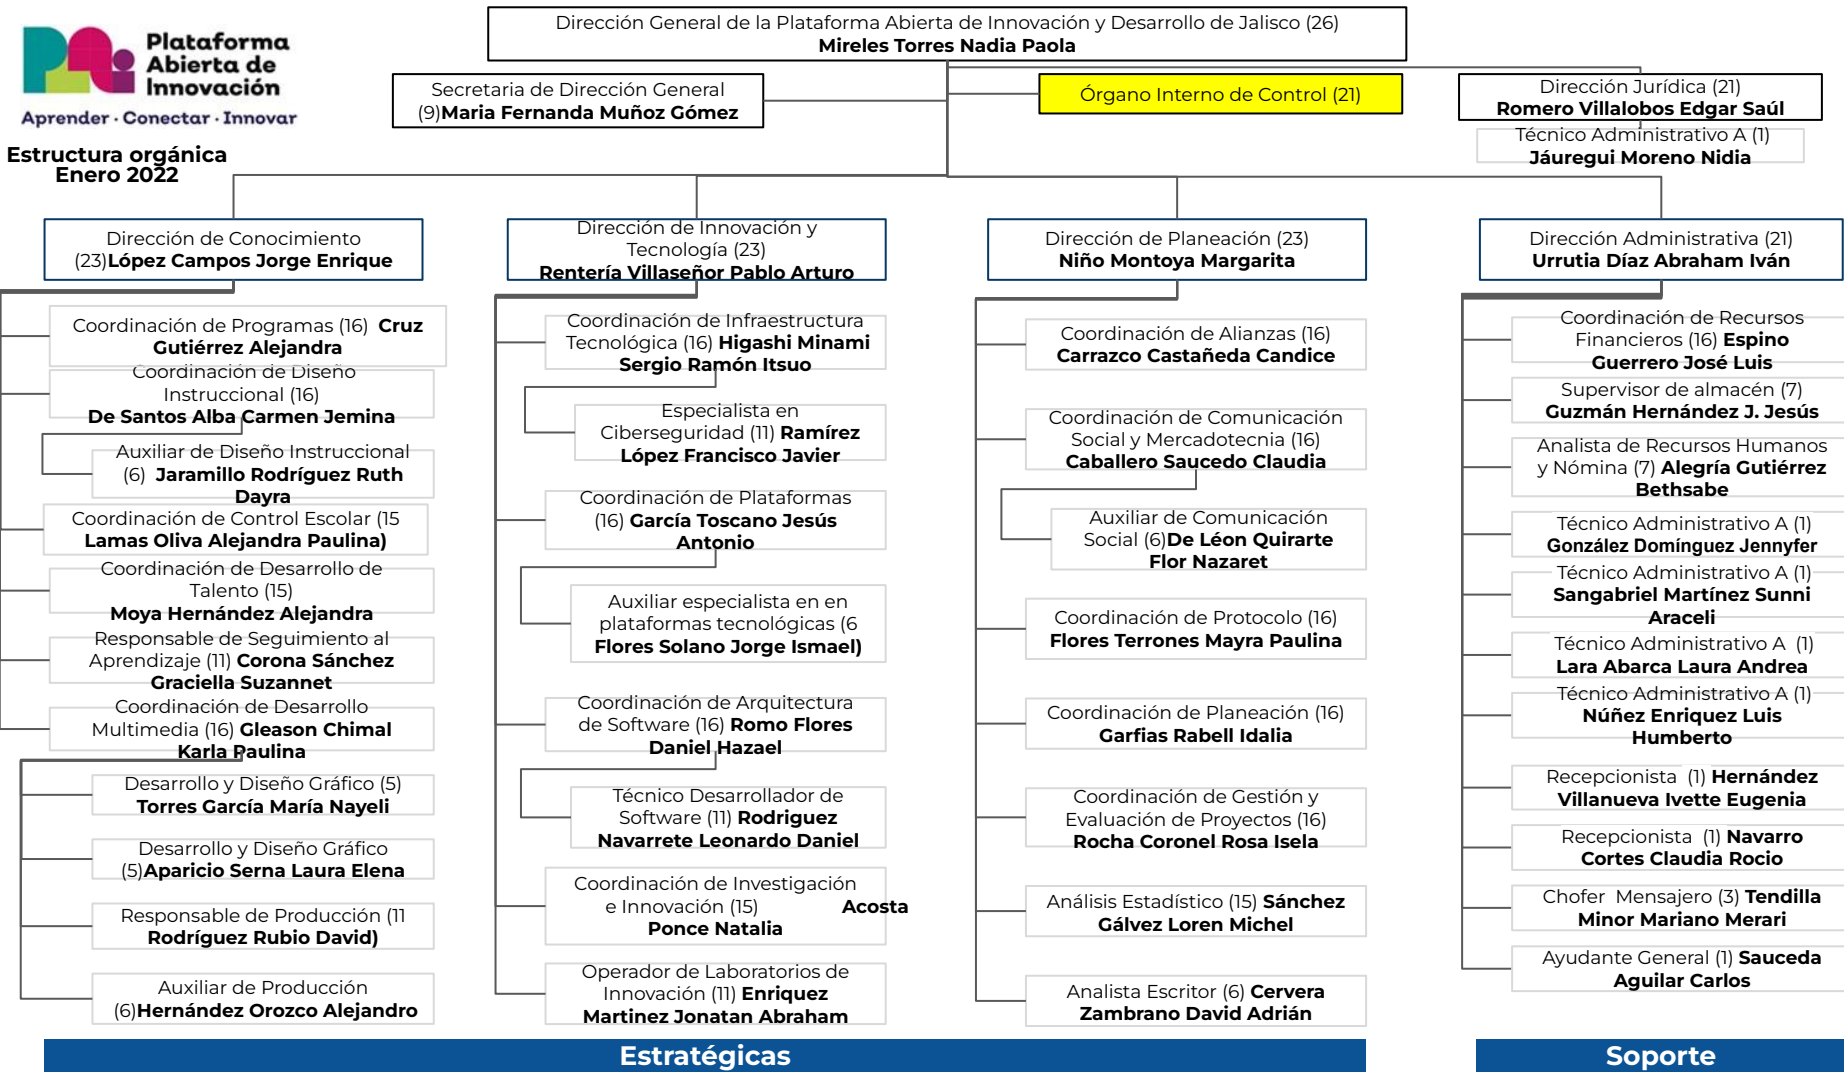 Plataforma
Abierta de
Innovación
Aprender · Conectar · Innovar
Estructura orgánica
Enero 2022
Dirección General de la Plataforma Abierta de Innovación y Desarrollo de Jalisco (26)
Mireles Torres Nadia Paola
Secretaria de Dirección General
(9)Maria Fernanda Muñoz Gómez
Órgano Interno de Control (21)
Dirección Jurídica (21)
Romero Villalobos Edgar Saúl
Técnico Administrativo A (1)
Jáuregui Moreno Nidia
Dirección de Conocimiento
(23)López Campos Jorge Enrique
Coordinación de Programas (16) Cruz
Gutiérrez Alejandra
Coordinación de Diseño
Instruccional (16)
De Santos Alba Carmen Jemina
Auxiliar de Diseño Instruccional
(6) Jaramillo Rodríguez Ruth
Dayra
Coordinación de Control Escolar (15
Lamas Oliva Alejandra Paulina)
Coordinación de Desarrollo de
Talento (15)
Moya Hernández Alejandra
Responsable de Seguimiento al
Aprendizaje (11) Corona Sánchez
Graciella Suzannet
Coordinación de Desarrollo
Multimedia (16) Gleason Chimal
Karla Paulina
Desarrollo y Diseño Gráfico (5)
Torres García María Nayeli
Desarrollo y Diseño Gráfico
(5)Aparicio Serna Laura Elena
Responsable de Producción (11
Rodríguez Rubio David)
Auxiliar de Producción
(6)Hernández Orozco Alejandro
Dirección de Innovación y
Tecnología (23)
Rentería Villaseñor Pablo Arturo
Coordinación de Infraestructura
Tecnológica (16) Higashi Minami
Sergio Ramón Itsuo
Especialista en
Ciberseguridad (11) Ramírez
López Francisco Javier
Coordinación de Plataformas
(16) García Toscano Jesús
Antonio
Auxiliar especialista en en
plataformas tecnológicas (6
Flores Solano Jorge Ismael)
Coordinación de Arquitectura
de Software (16) Romo Flores
Daniel Hazael
Técnico Desarrollador de
Software (11) Rodriguez
Navarrete Leonardo Daniel
Coordinación de Investigación
e Innovación (15) Acosta
Ponce Natalia
Operador de Laboratorios de
Innovación (11) Enriquez
Martinez Jonatan Abraham
Dirección de Planeación (23)
Niño Montoya Margarita
Coordinación de Alianzas (16)
Carrazco Castañeda Candice
Coordinación de Comunicación
Social y Mercadotecnia (16)
Caballero Saucedo Claudia
Auxiliar de Comunicación
Social (6)De Léon Quirarte
Flor Nazaret
Coordinación de Protocolo (16)
Flores Terrones Mayra Paulina
Coordinación de Planeación (16)
Garfias Rabell Idalia
Coordinación de Gestión y
Evaluación de Proyectos (16)
Rocha Coronel Rosa Isela
Análisis Estadístico (15) Sánchez
Gálvez Loren Michel
Analista Escritor (6) Cervera
Zambrano David Adrián
Dirección Administrativa (21)
Urrutia Díaz Abraham Iván
Coordinación de Recursos
Financieros (16) Espino
Guerrero José Luis
Supervisor de almacén (7)
Guzmán Hernández J. Jesús
Analista de Recursos Humanos
y Nómina (7) Alegría Gutiérrez
Bethsabe
Técnico Administrativo A (1)
González Domínguez Jennyfer
Técnico Administrativo A (1)
Sangabriel Martínez Sunni
Araceli
Técnico Administrativo A (1)
Lara Abarca Laura Andrea
Técnico Administrativo A (1)
Núñez Enriquez Luis
Humberto
Recepcionista (1) Hernández
Villanueva Ivette Eugenia
Recepcionista (1) Navarro
Cortes Claudia Rocio
Chofer Mensajero (3) Tendilla
Minor Mariano Merari
Ayudante General (1) Sauceda
Aguilar Carlos
Estratégicas
Soporte